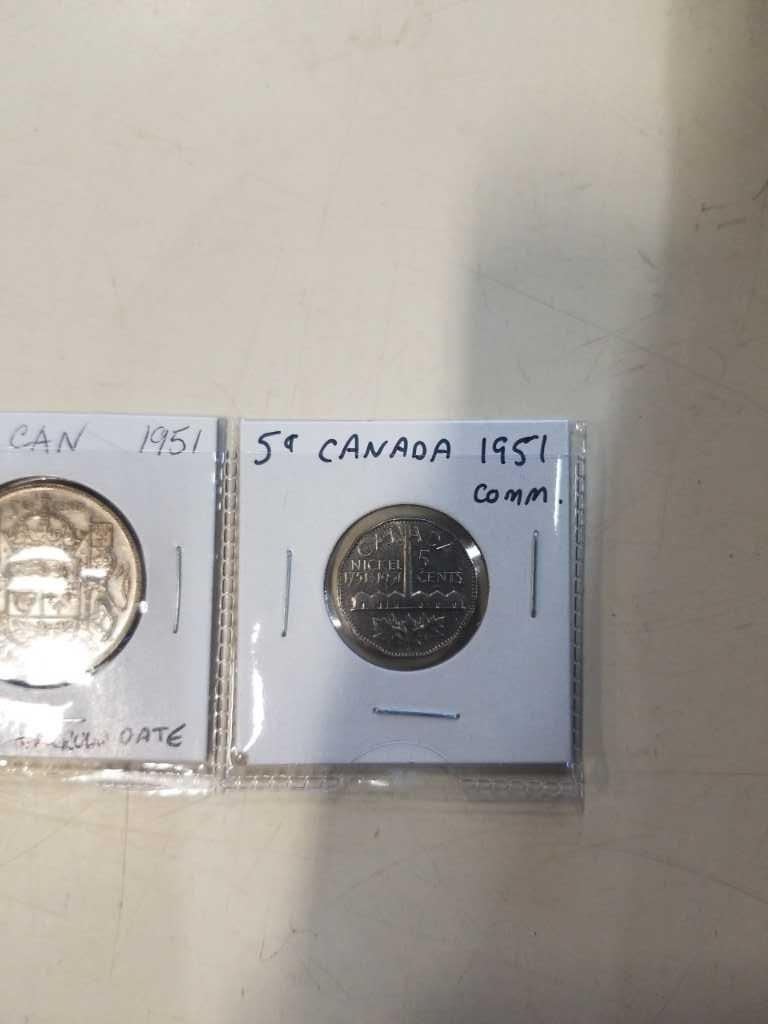 CAN 1951
DATE
5¢ CANADA 1951
COMM.
CANADA
NICKEL 5
1751-1951 CENTS